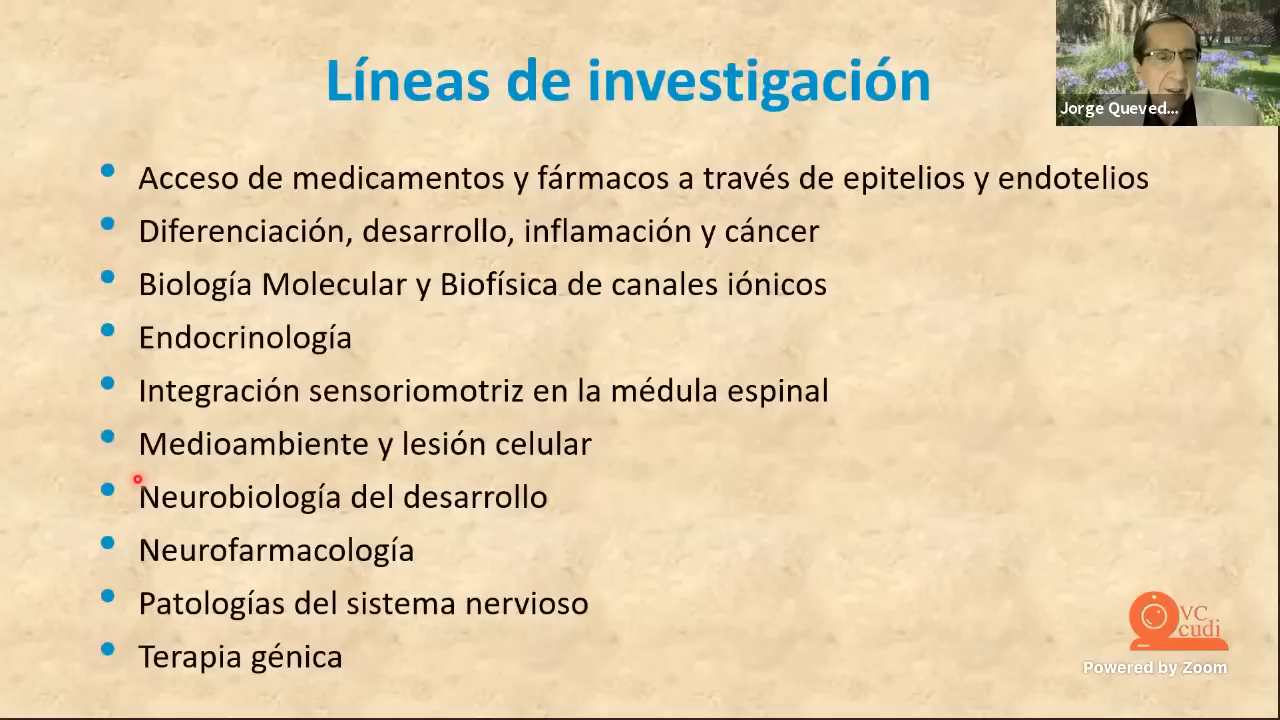 Líneas de investigación
Jorge Queved...
Acceso de medicamentos y fármacos a través de epitelios y endotelios
Diferenciación, desarrollo, inflamación y cáncer
Biología Molecular y Biofísica de canales iónicos
Endocrinología
Integración sensoriomotriz en la médula espinal
Medioambiente y lesión celular
Neurobiología del desarrollo
Neurofarmacología
Patologías del sistema nervioso
Terapia génica
VC
cudi
Powered by Zoom